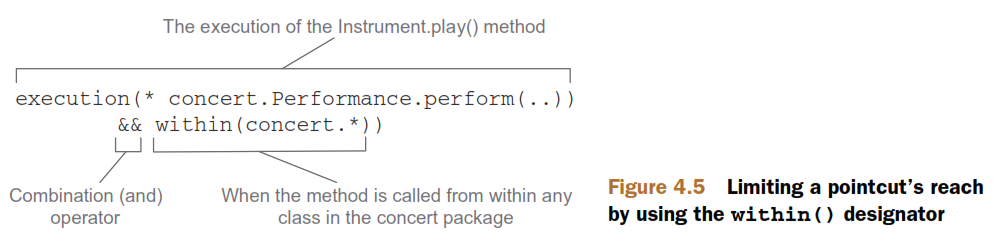 The execution of the Instrument.play() method
execution(* concert.Performance.perform(..))
&& within(concert.*))
Combination (and)
operator
When the method is called from within any
class in the concert package
Figure 4.5 Limiting a pointcut's reach
by using the within() designator